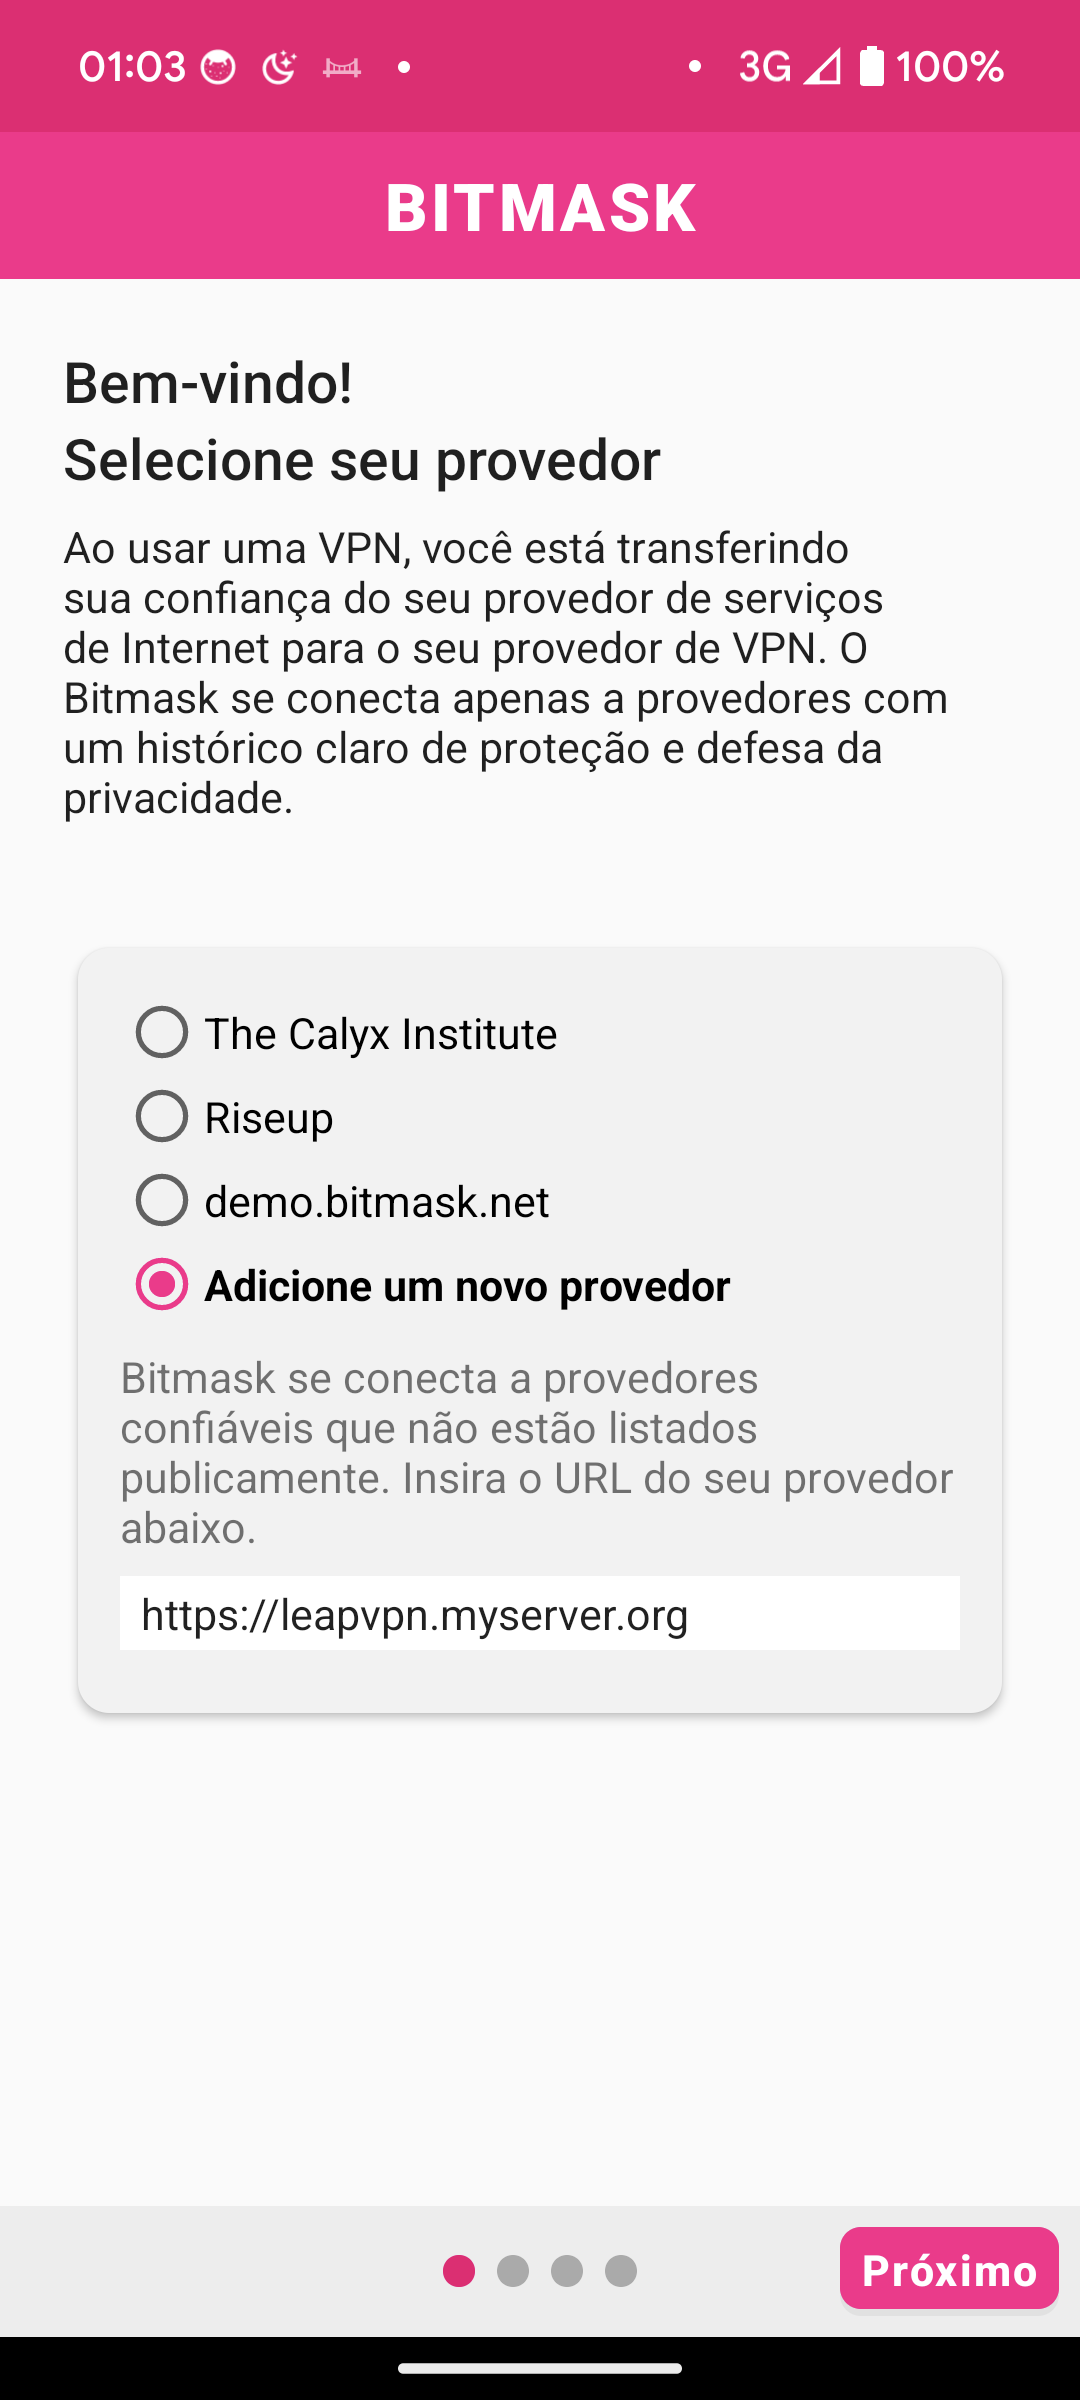 01:03
3G 100%
BITMASK
Bem-vindo!
Selecione seu provedor
Ao usar uma VPN, você está transferindo
sua confiança do seu provedor de serviços
de Internet para o seu provedor de VPN. O
Bitmask se conecta apenas a provedores com
um histórico claro de proteção e defesa da
privacidade.
The Calyx Institute
Riseup
demo.bitmask.net
Adicione um novo provedor
Bitmask se conecta a provedores
confiáveis que não estão listados
publicamente. Insira o URL do seu provedor
abaixo.
https://leapvpn.myserver.org
Próximo